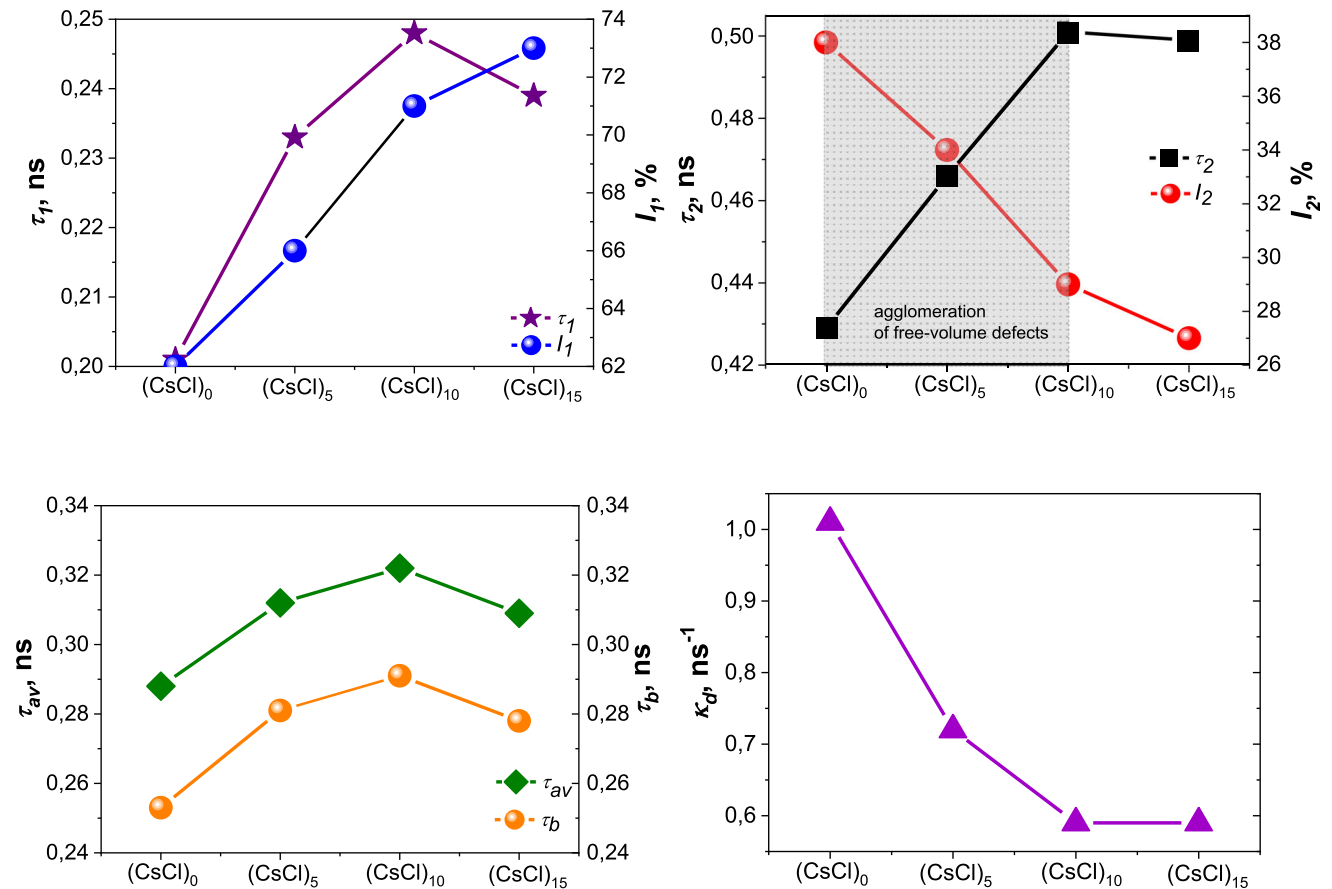 0,25
0,24
0,23
0,22
0,21
0,20
τ₁, ns
74
72
70
68
66
64
62
I₁, %
τ₁
I₁
(CsCl)₀ (CsCl)₅ (CsCl)₁₀ (CsCl)₁₅
0,50
0,48
0,46
0,44
0,42
τ₂, ns
38
36
34
33
30
28
26
I₂, %
τ₂
I₂
agglomeration
of free-volume defects
(CsCl)₀ (CsCl)₅ (CsCl)₁₀ (CsCl)₁₅
0,34
0,32
0,30
0,28
0,26
0,24
τav, ns
0,34
0,32
0,30
0,28
0,26
0,24
τb, ns
τav
τb
(CsCl)₀ (CsCl)₅ (CsCl)₁₀ (CsCl)₁₅
1,0
0,9
0,8
0,7
0,6
κd, ns⁻¹
(CsCl)₀ (CsCl)₅ (CsCl)₁₀ (CsCl)₁₅